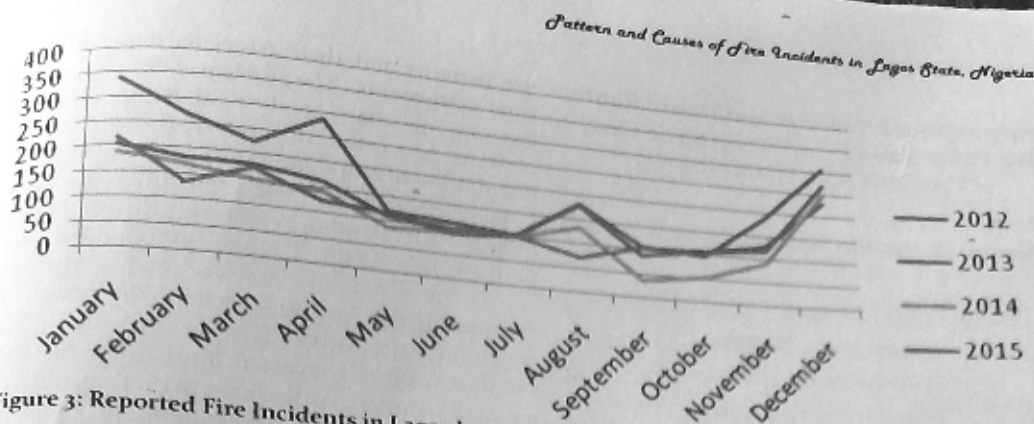 Pattern and Causes of Fire Incidents in Lagos State, Nigeria
400
350
300
250
200
150
100
50
0
January
February
March
April
May
June
July
August
September
October
November
December
2012
2013
2014
2015
igure 3: Reported Fire Incidents in